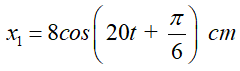 x₁ = 8cos(20t + π/6) cm